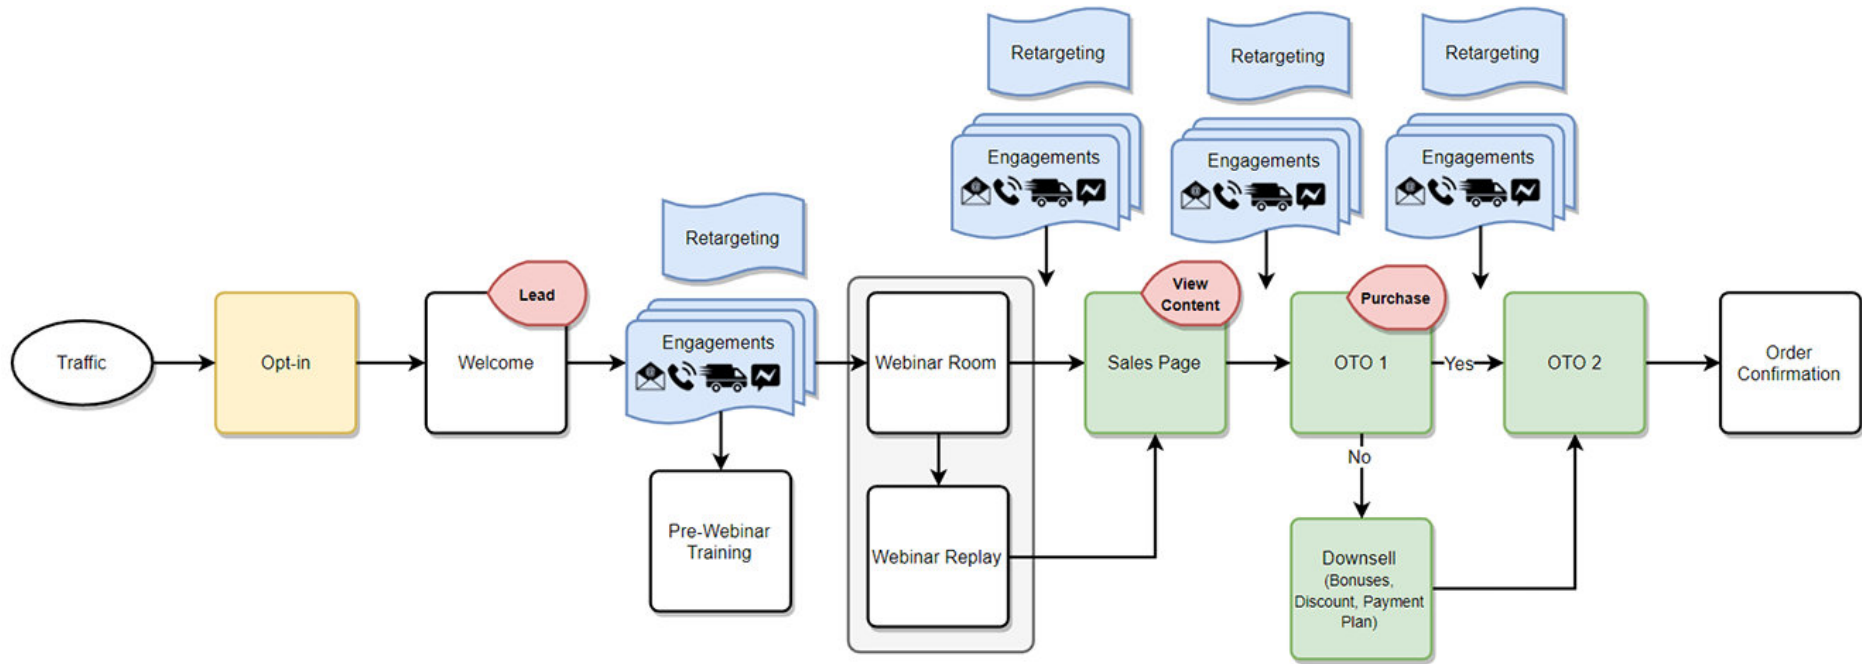 Retargeting
Retargeting
Retargeting
Engagements
Engagements
Engagements
Retargeting
Lead
View
Content
Purchase
Traffic
Opt-in
Welcome
Engagements
Webinar Room
Sales Page
OTO 1
Yes
OTO 2
Order
Confirmation
No
Pre-Webinar
Training
Webinar Replay
Downsell
(Bonuses,
Discount, Payment
Plan)